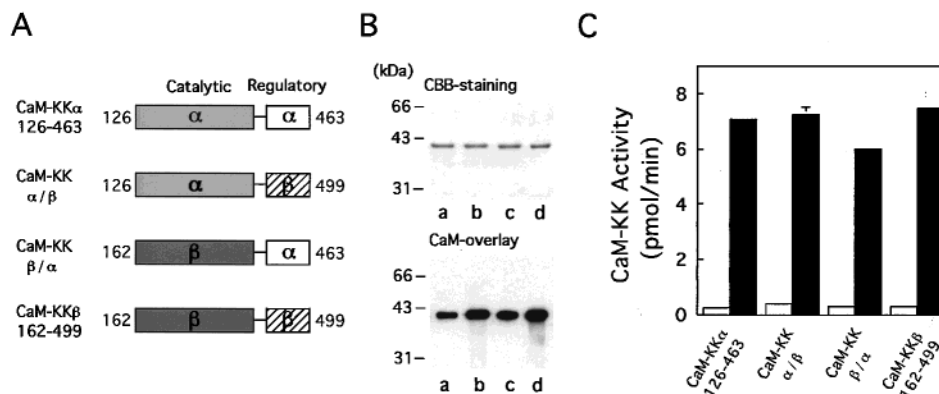 A
Catalytic Regulatory
CaM-KKα
126-463
126 α α 463
CaM-KK
α/β
126 α β 499
CaM-KK
β/α
162 β α 463
CaM-KKβ
162-499
162 β β 499
B
(kDa)
CBB-staining
66
43
31
a b c d
CaM-overlay
66
43
31
a b c d
C
CaM-KK Activity
(pmol/min)
8
6
4
2
0
CaM-KKα
126-463
CaM-KK
α/β
CaM-KK
β/α
CaM-KKβ
162-499